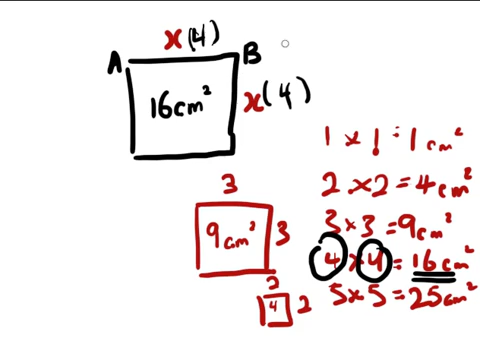 x(4)
A B
16cm² x(4)
1 x 1 = 1cm²
2 x 2 = 4cm²
3
3 x 3 = 9cm²
9cm² 3
4 x 4 = 16cm²
2
4 2
5 x 5 = 25cm²